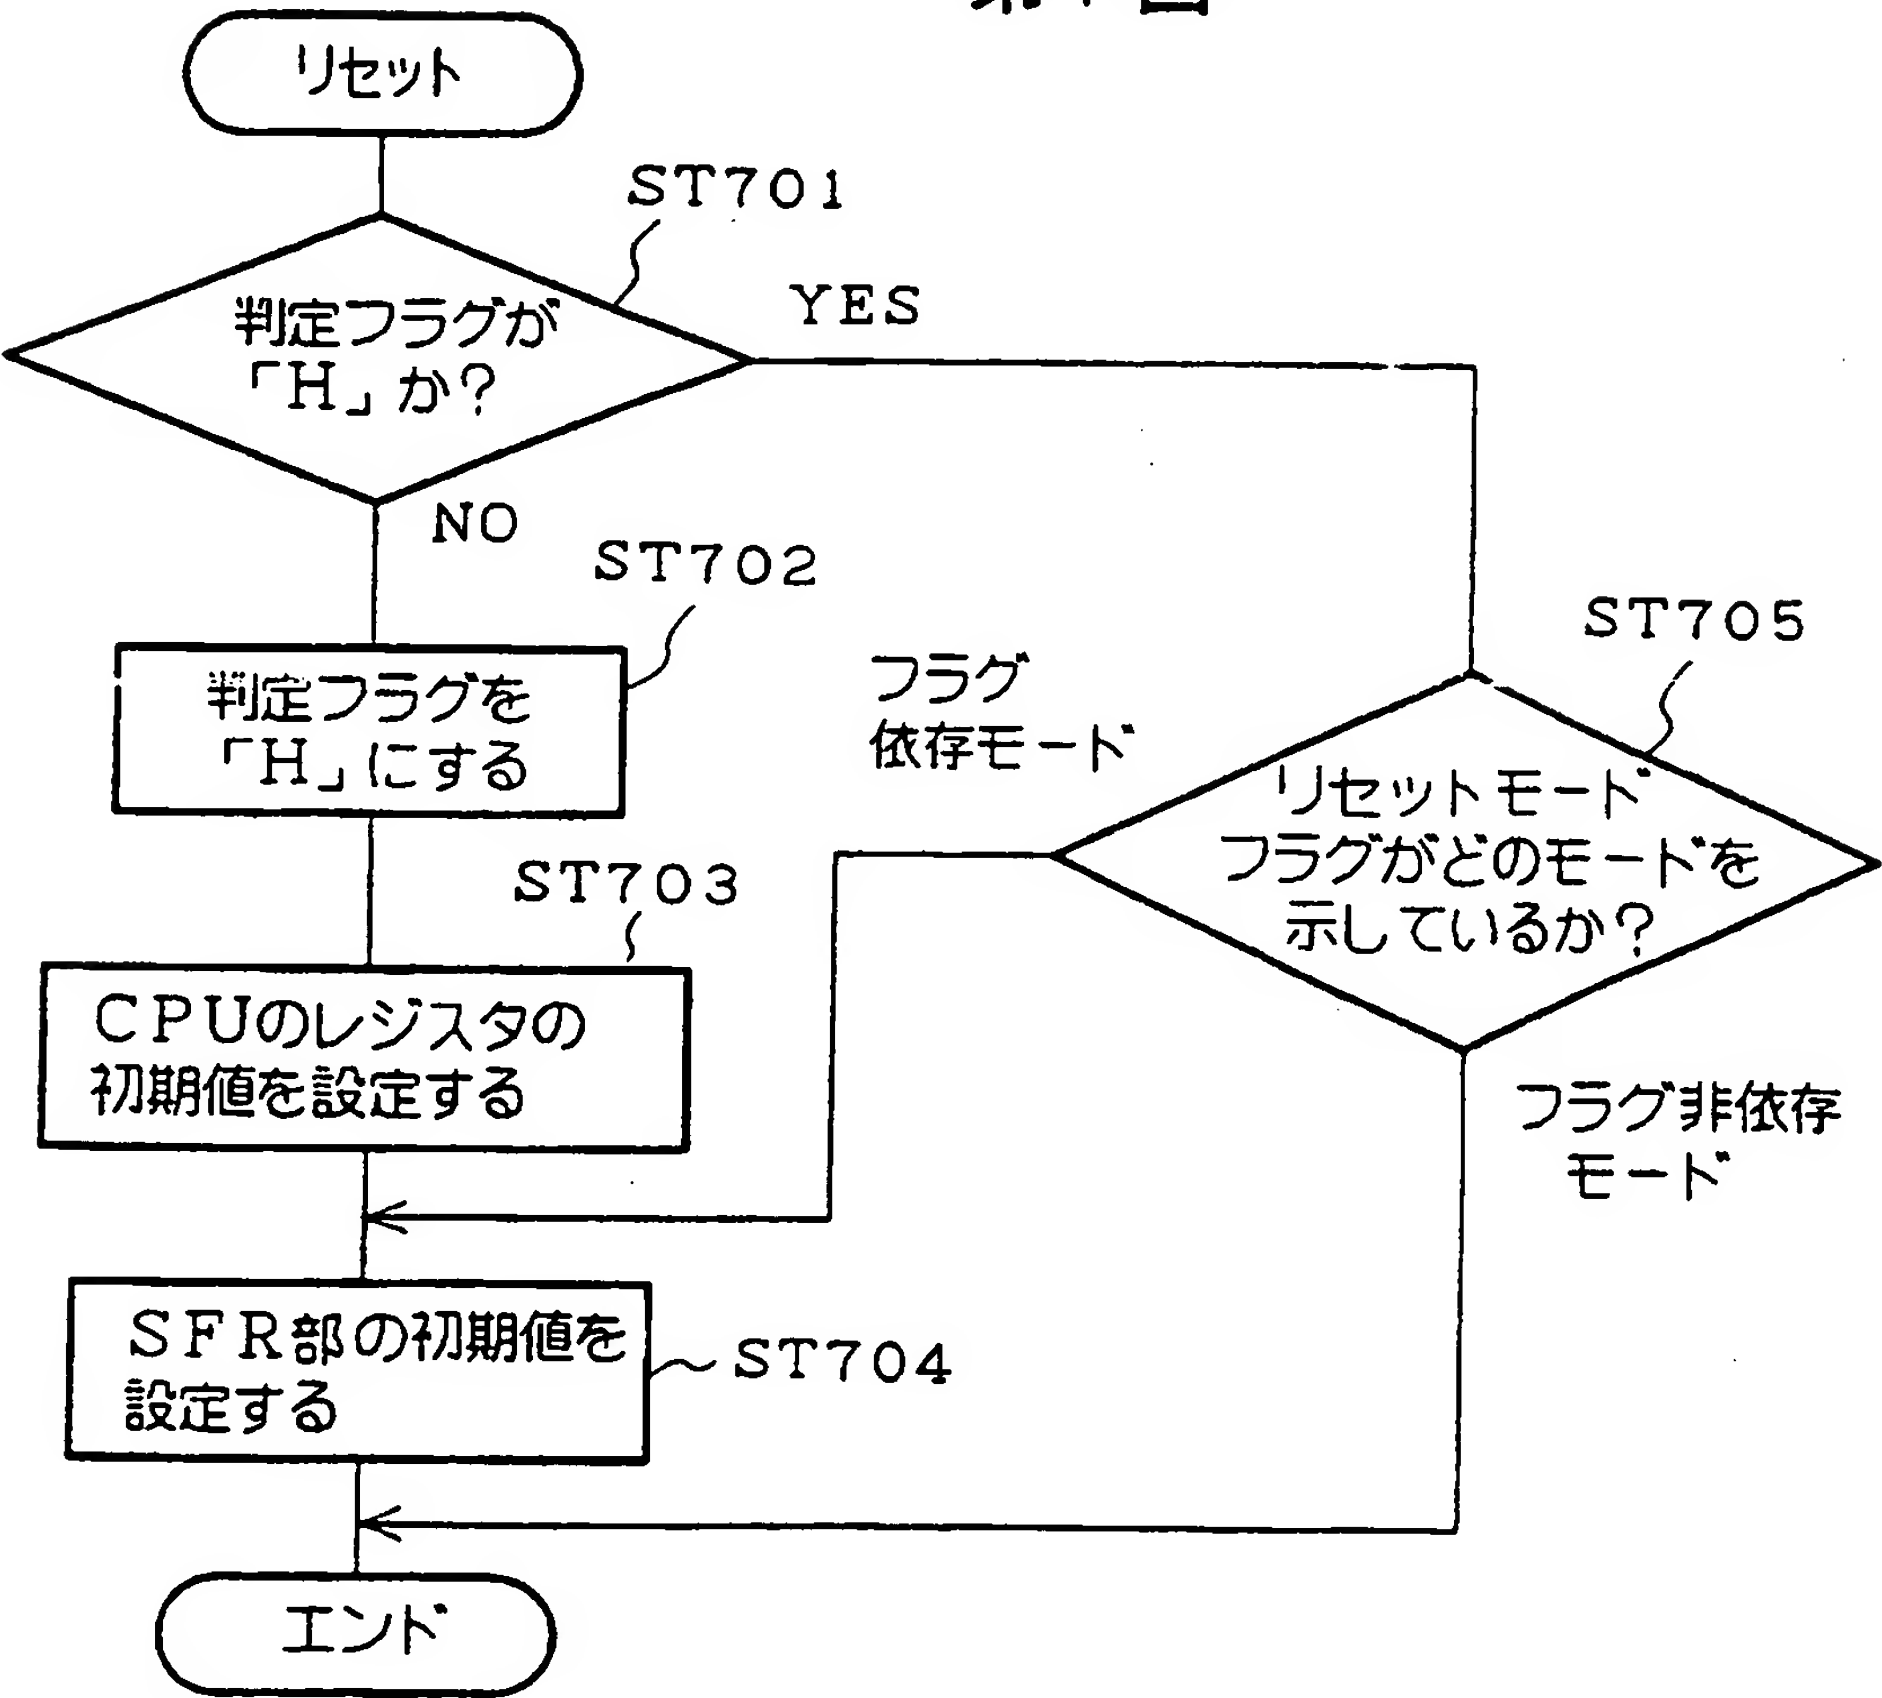 リセット
ST701
判定フラグが
「H」か?
YES
NO
ST702
判定フラグを
「H」にする
ST703
CPUのレジスタの
初期値を設定する
SFR部の初期値を
設定する
ST704
エンド
ST705
フラグ
依存モード
リセットモード
フラグがどのモードを
示しているか?
フラグ非依存
モード